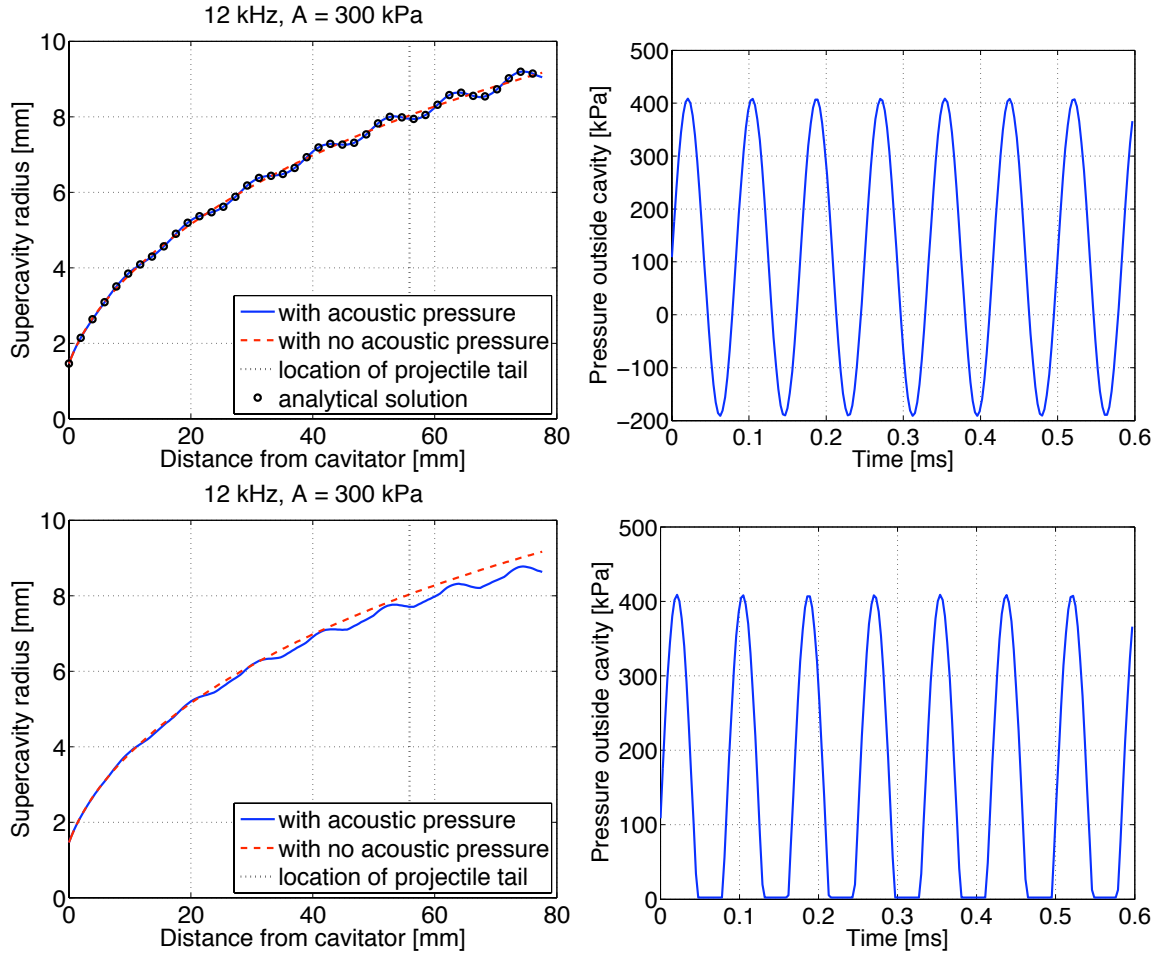 12 kHz, A = 300 kPa
Supercavity radius [mm]
10
8
6
4
2
0
with acoustic pressure
with no acoustic pressure
location of projectile tail
analytical solution
0 20 40 60 80
Distance from cavitator [mm]
Pressure outside cavity [kPa]
500
400
300
200
100
0
−100
−200
0 0.1 0.2 0.3 0.4 0.5 0.6
Time [ms]
12 kHz, A = 300 kPa
Supercavity radius [mm]
10
8
6
4
2
0
with acoustic pressure
with no acoustic pressure
location of projectile tail
0 20 40 60 80
Distance from cavitator [mm]
Pressure outside cavity [kPa]
500
400
300
200
100
0
0 0.1 0.2 0.3 0.4 0.5 0.6
Time [ms]